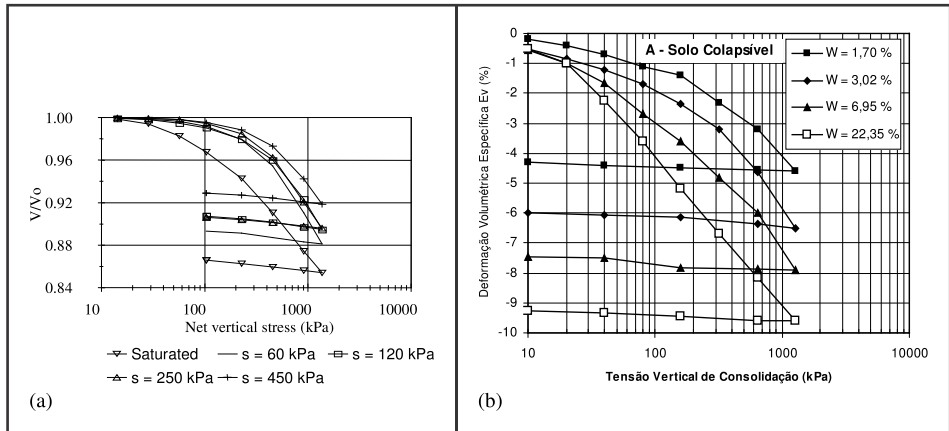 1.00
0.96
0.92
0.88
0.84
V/Vo
10 100 1000 10000
Net vertical stress (kPa)
Saturated s = 60 kPa s = 120 kPa
s = 250 kPa s = 450 kPa
(a)
A - Solo Colapsível
W = 1,70 %
W = 3,02 %
W = 6,95 %
W = 22,35 %
0
-1
-2
-3
-4
-5
-6
-7
-8
-9
-10
Deformação Volumétrica Específica Ev (%)
10 100 1000 10000
Tensão Vertical de Consolidação (kPa)
(b)